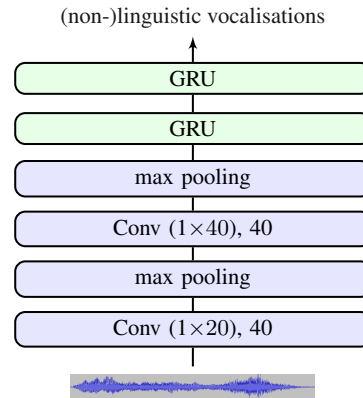 (non-)linguistic vocalisations
GRU
GRU
max pooling
Conv (1×40), 40
max pooling
Conv (1×20), 40